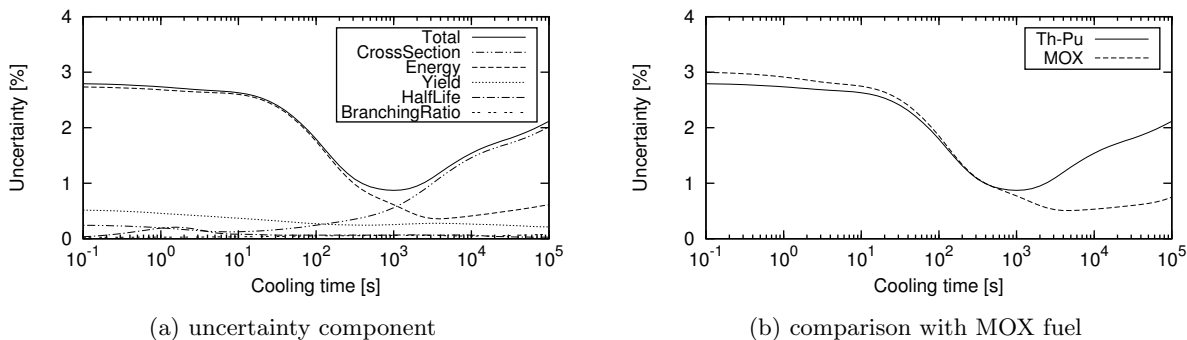 4
3
2
1
0
Uncertainty [%]
10^-1 10^0 10^1 10^2 10^3 10^4 10^5
Cooling time [s]
Total
CrossSection
Energy
Yield
HalfLife
BranchingRatio
(a) uncertainty component
4
3
2
1
0
Uncertainty [%]
10^-1 10^0 10^1 10^2 10^3 10^4 10^5
Cooling time [s]
Th-Pu
MOX
(b) comparison with MOX fuel